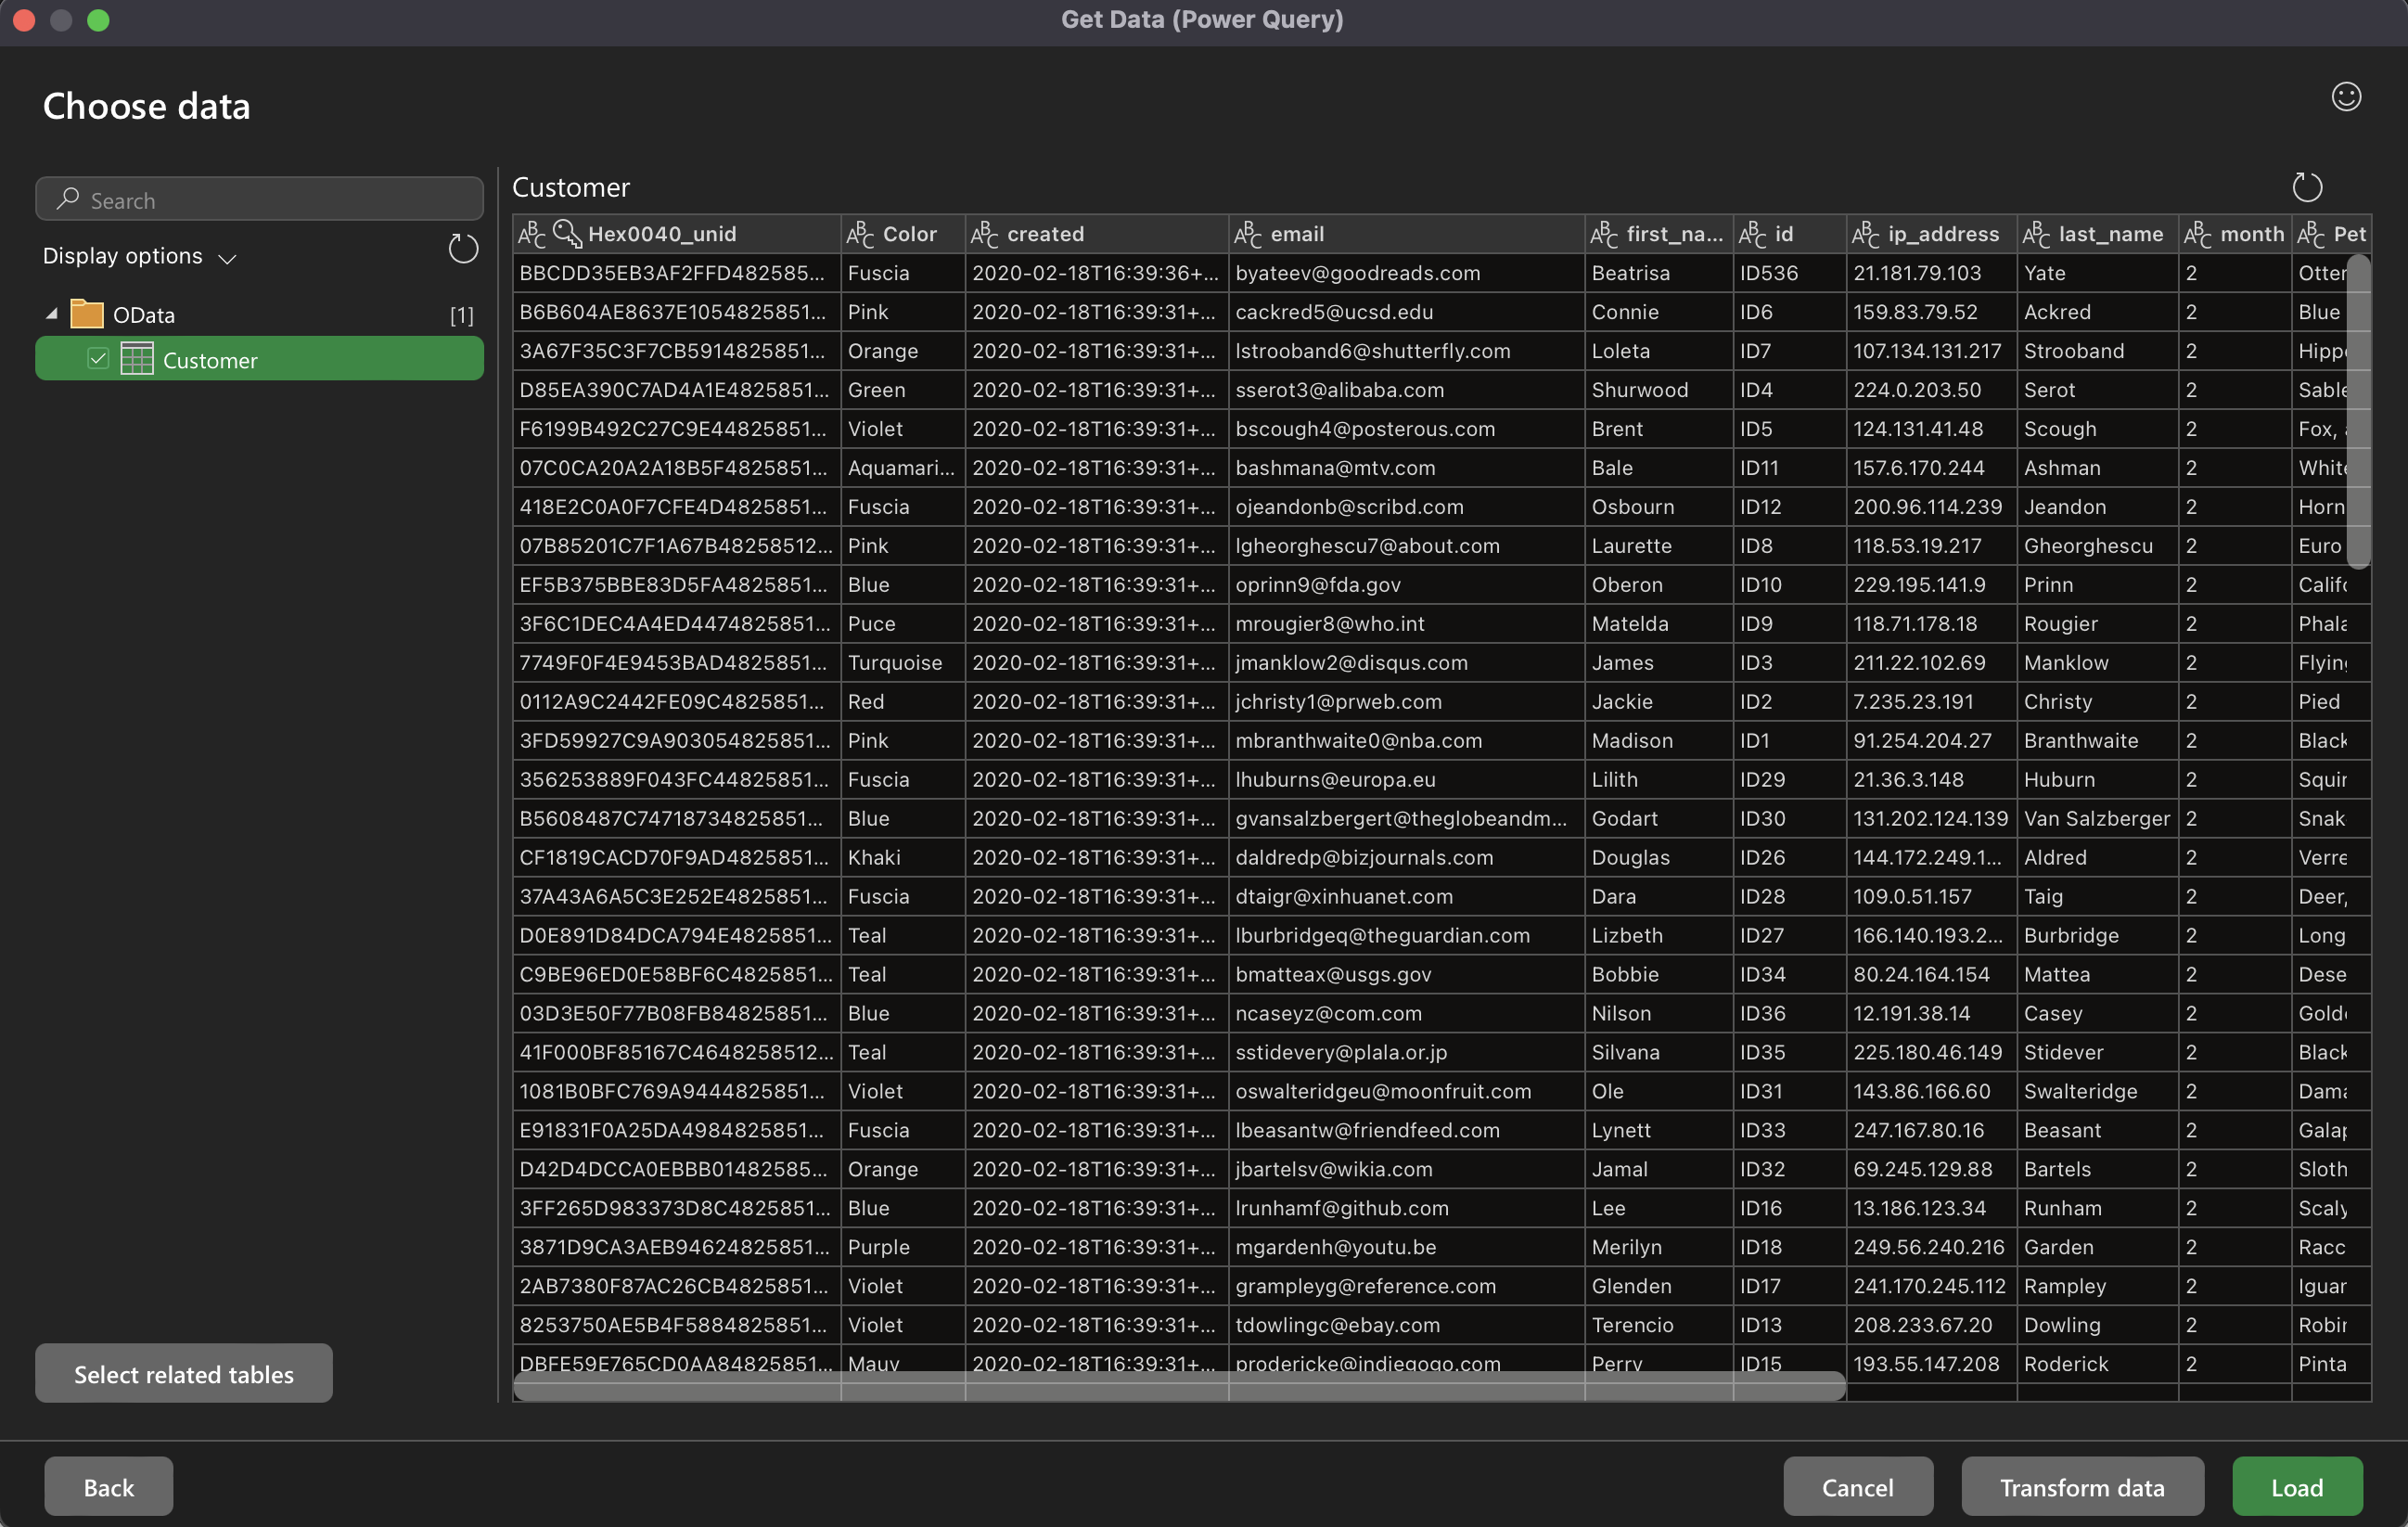 Get Data (Power Query)
Choose data
Search
Display options
OData [1]
Customer
Select related tables
Customer
Hex0040_unid Color created email first_na... id ip_address last_name month Pet
BBCDD35EB3AF2FFD482585... Fuscia 2020-02-18T16:39:36+... byateev@goodreads.com Beatrisa ID536 21.181.79.103 Yate 2 Otter
B6B604AE8637E1054825851... Pink 2020-02-18T16:39:31+... cackred5@ucsd.edu Connie ID6 159.83.79.52 Ackred 2 Blue
3A67F35C3F7CB5914825851... Orange 2020-02-18T16:39:31+... lstrooband6@shutterfly.com Loleta ID7 107.134.131.217 Strooband 2 Hipp
D85EA390C7AD4A1E4825851... Green 2020-02-18T16:39:31+... sserot3@alibaba.com Shurwood ID4 224.0.203.50 Serot 2 Sable
F6199B492C27C9E44825851... Violet 2020-02-18T16:39:31+... bscough4@posterous.com Brent ID5 124.131.41.48 Scough 2 Fox,
07C0CA20A2A18B5F4825851... Aquamari... 2020-02-18T16:39:31+... bashmana@mtv.com Bale ID11 157.6.170.244 Ashman 2 White
418E2C0A0F7CFE4D4825851... Fuscia 2020-02-18T16:39:31+... ojeandonb@scribd.com Osbourn ID12 200.96.114.239 Jeandon 2 Horn
07B85201C7F1A67B48258512... Pink 2020-02-18T16:39:31+... lgheorghescu7@about.com Laurette ID8 118.53.19.217 Gheorghescu 2 Euro
EF5B375BBE83D5FA4825851... Blue 2020-02-18T16:39:31+... oprinn9@fda.gov Oberon ID10 229.195.141.9 Prinn 2 Calif
3F6C1DEC4A4ED4474825851... Puce 2020-02-18T16:39:31+... mrougier8@who.int Matelda ID9 118.71.178.18 Rougier 2 Phala
7749F0F4E9453BAD4825851... Turquoise 2020-02-18T16:39:31+... jmanklow2@disqus.com James ID3 211.22.102.69 Manklow 2 Flyin
0112A9C2442FE09C4825851... Red 2020-02-18T16:39:31+... jchristy1@prweb.com Jackie ID2 7.235.23.191 Christy 2 Pied
3FD59927C9A903054825851... Pink 2020-02-18T16:39:31+... mbranthwaite0@nba.com Madison ID1 91.254.204.27 Branthwaite 2 Black
356253889F043FC44825851... Fuscia 2020-02-18T16:39:31+... lhuburns@europa.eu Lilith ID29 21.36.3.148 Huburn 2 Squir
B5608487C74718734825851... Blue 2020-02-18T16:39:31+... gvansalzbergert@theglobeandm... Godart ID30 131.202.124.139 Van Salzberger 2 Snak
CF1819CACD70F9AD4825851... Khaki 2020-02-18T16:39:31+... daldredp@bizjournals.com Douglas ID26 144.172.249.1... Aldred 2 Verre
37A43A6A5C3E252E4825851... Fuscia 2020-02-18T16:39:31+... dtaigr@xinhuanet.com Dara ID28 109.0.51.157 Taig 2 Deer,
D0E891D84DCA794E4825851... Teal 2020-02-18T16:39:31+... lburbridgeq@theguardian.com Lizbeth ID27 166.140.193.2... Burbridge 2 Long
C9BE96ED0E58BF6C4825851... Teal 2020-02-18T16:39:31+... bmatteax@usgs.gov Bobbie ID34 80.24.164.154 Mattea 2 Dese
03D3E50F77B08FB84825851... Blue 2020-02-18T16:39:31+... ncaseyz@com.com Nilson ID36 12.191.38.14 Casey 2 Gold
41F000BF85167C4648258512... Teal 2020-02-18T16:39:31+... sstidevery@plala.or.jp Silvana ID35 225.180.46.149 Stidever 2 Black
1081B0BFC769A9444825851... Violet 2020-02-18T16:39:31+... oswalteridgeu@moonfruit.com Ole ID31 143.86.166.60 Swalteridge 2 Dama
E91831F0A25DA4984825851... Fuscia 2020-02-18T16:39:31+... lbeasantw@friendfeed.com Lynett ID33 247.167.80.16 Beasant 2 Galap
D42D4DCCA0EBBB01482585... Orange 2020-02-18T16:39:31+... jbartelsv@wikia.com Jamal ID32 69.245.129.88 Bartels 2 Sloth
3FF265D983373D8C4825851... Blue 2020-02-18T16:39:31+... lrunhamf@github.com Lee ID16 13.186.123.34 Runham 2 Scaly
3871D9CA3AEB94624825851... Purple 2020-02-18T16:39:31+... mgardenh@youtu.be Merilyn ID18 249.56.240.216 Garden 2 Racc
2AB7380F87AC26CB4825851... Violet 2020-02-18T16:39:31+... grampleyg@reference.com Glenden ID17 241.170.245.112 Rampley 2 Iguar
8253750AE5B4F5884825851... Violet 2020-02-18T16:39:31+... tdowlingc@ebay.com Terencio ID13 208.233.67.20 Dowling 2 Robir
DBFE59E765CD0AA84825851... Mauv 2020-02-18T16:39:31+... prodericke@indiegogo.com Perry ID15 193.55.147.208 Roderick 2 Pinta
Back Cancel Transform data Load